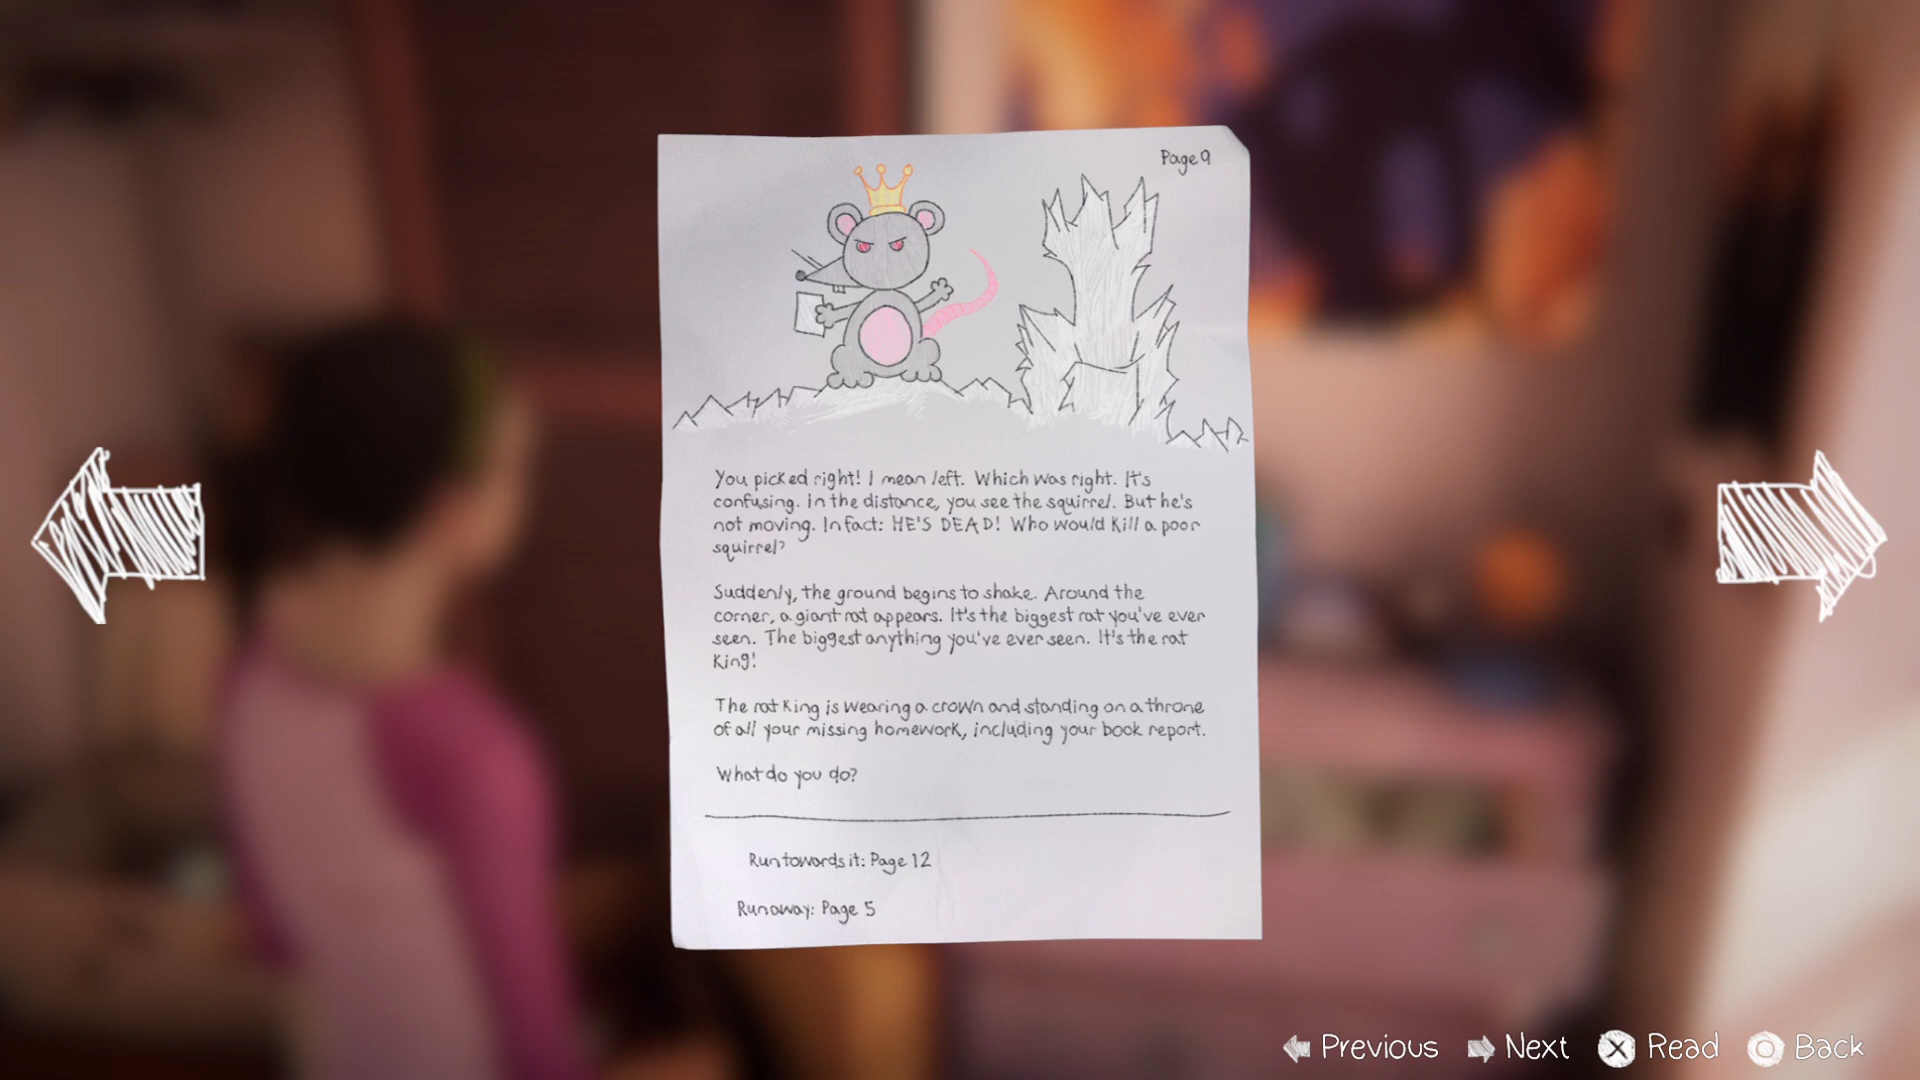 Page 9
You picked right! I mean left. Which was right. It's
confusing. In the distance, you see the squirrel. But he's
not moving. In fact: HE'S DEAD! Who would kill a poor
squirrel?
Suddenly, the ground begins to shake. Around the
corner, a giant rat appears. It's the biggest rat you've ever
seen. The biggest anything you've ever seen. It's the rat
king!
The rat king is wearing a crown and standing on a throne
of all your missing homework, including your book report.
What do you do?
Run towards it: Page 12
Run away: Page 5
Previous Next Read Back